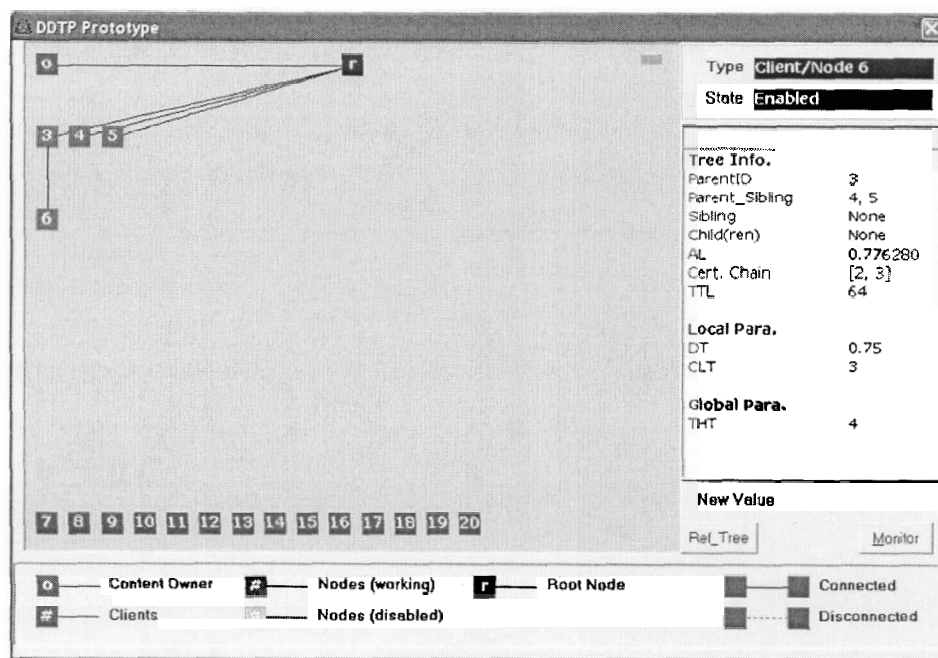 DDTP Prototype
o r
Type Client/Node 6
State Enabled
3 4 5
6
Tree Info.
ParentID 3
Parent_Sibling 4, 5
Sibling None
Child(ren) None
AL 0.776280
Cert. Chain [2, 3]
TTL 64
Local Para.
DT 0.75
CLT 3
Global Para.
THT 4
New Value
7 8 9 10 11 12 13 14 15 16 17 18 19 20
Ref_Tree Monitor
o Content Owner # Nodes (working) r Root Node Connected
# Clients Nodes (disabled) Disconnected